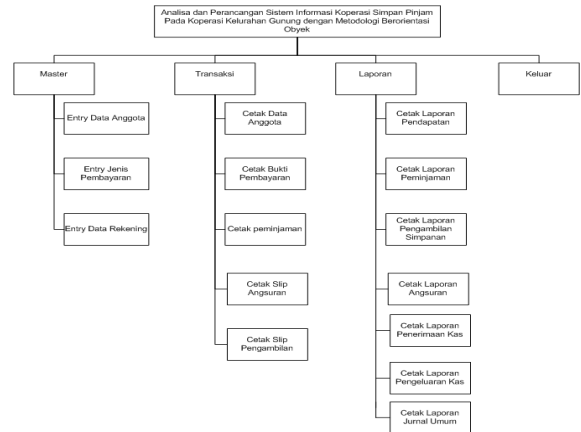 Analisa dan Perancangan Sistem Informasi Koperasi Simpan Pinjam
Pada Koperasi Kelurahan Gunung dengan Metodologi Berorientasi
Obyek
Master
Transaksi
Laporan
Keluar
Entry Data Anggota
Entry Jenis
Pembayaran
Entry Data Rekening
Cetak Data
Anggota
Cetak Bukti
Pembayaran
Cetak peminjaman
Cetak Slip
Angsuran
Cetak Slip
Pengambilan
Cetak Laporan
Pendapatan
Cetak Laporan
Peminjaman
Cetak Laporan
Pengambilan
Simpanan
Cetak Laporan
Angsuran
Cetak Laporan
Penerimaan Kas
Cetak Laporan
Pengeluaran Kas
Cetak Laporan
Jurnal Umum